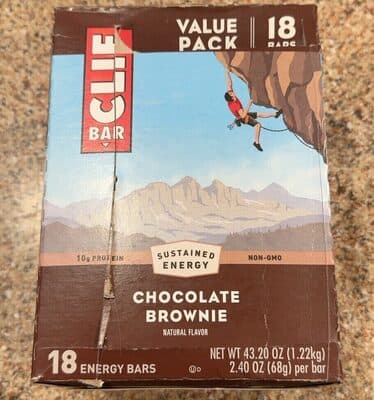 VALUE
PACK
18
BARS
CLIF
BAR
10g PROTEIN
SUSTAINED
ENERGY
NON-GMO
CHOCOLATE
BROWNIE
NATURAL FLAVOR
18 ENERGY BARS
NET WT 43.20 OZ (1.22kg)
2.40 OZ (68g) per bar